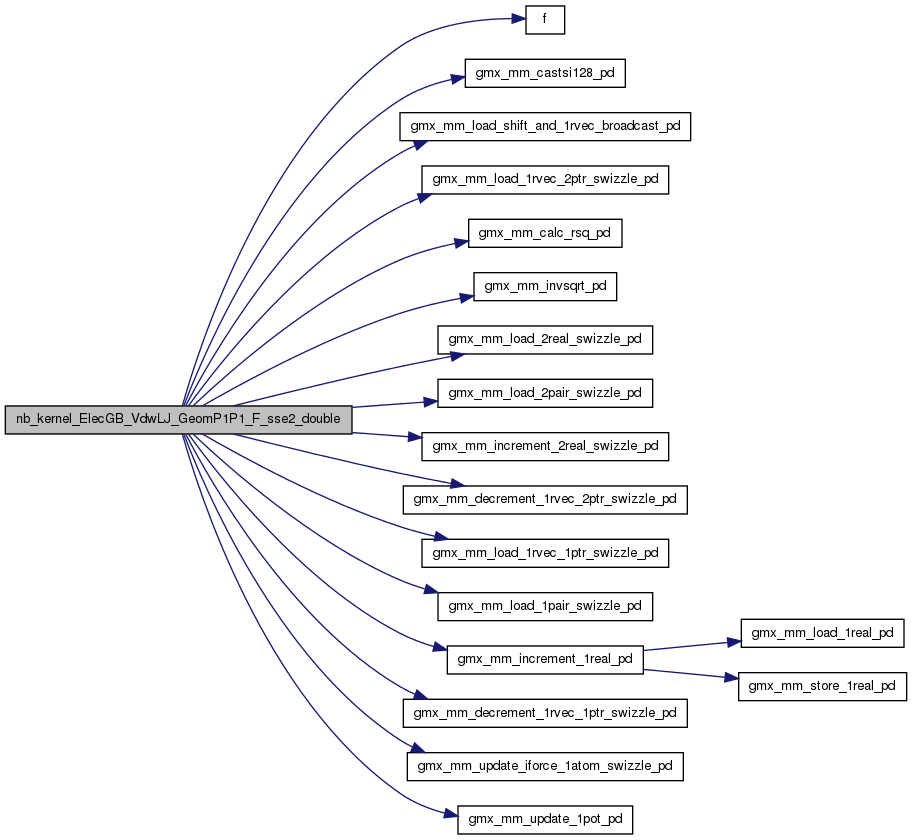 f
gmx_mm_castsi128_pd
gmx_mm_load_shift_and_1rvec_broadcast_pd
gmx_mm_load_1rvec_2ptr_swizzle_pd
gmx_mm_calc_rsq_pd
gmx_mm_invsqrt_pd
gmx_mm_load_2real_swizzle_pd
gmx_mm_load_2pair_swizzle_pd
nb_kernel_ElecGB_VdwLJ_GeomP1P1_F_sse2_double
gmx_mm_increment_2real_swizzle_pd
gmx_mm_decrement_1rvec_2ptr_swizzle_pd
gmx_mm_load_1rvec_1ptr_swizzle_pd
gmx_mm_load_1pair_swizzle_pd
gmx_mm_load_1real_pd
gmx_mm_increment_1real_pd
gmx_mm_store_1real_pd
gmx_mm_decrement_1rvec_1ptr_swizzle_pd
gmx_mm_update_iforce_1atom_swizzle_pd
gmx_mm_update_1pot_pd